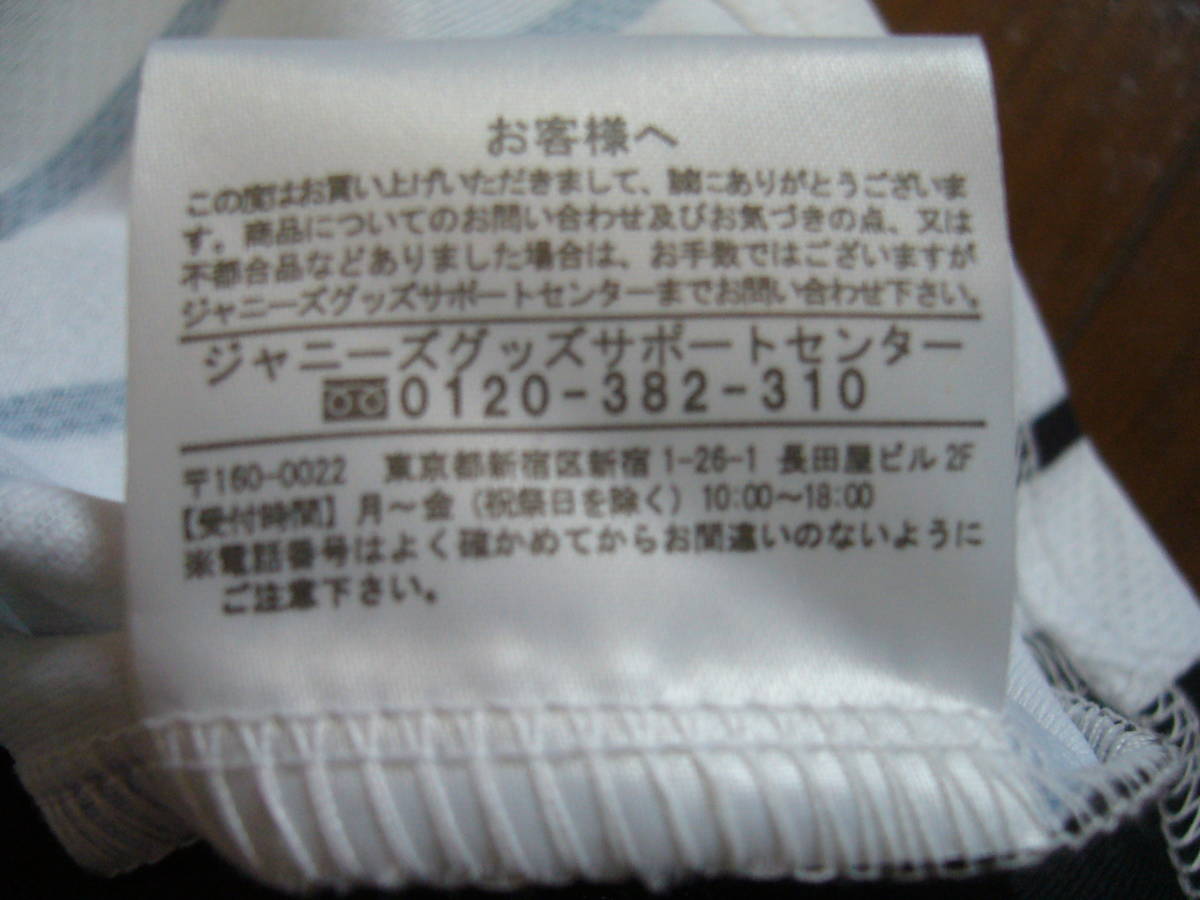 お客様へ
この度はお買い上げいただきまして、誠にありがとうございま
す。商品についてのお問い合わせ及びお気づきの点、又は
不都合品などありました場合は、お手数ではございますが
ジャニーズグッズサポートセンターまでお問い合わせ下さい。
ジャニーズグッズサポートセンター
0120-382-310
〒160-0022 東京都新宿区新宿1-26-1 長田屋ビル2F
【受付時間】月～金（祝祭日を除く）10:00～18:00
※電話番号はよく確かめてからお間違いのないように
ご注意下さい。